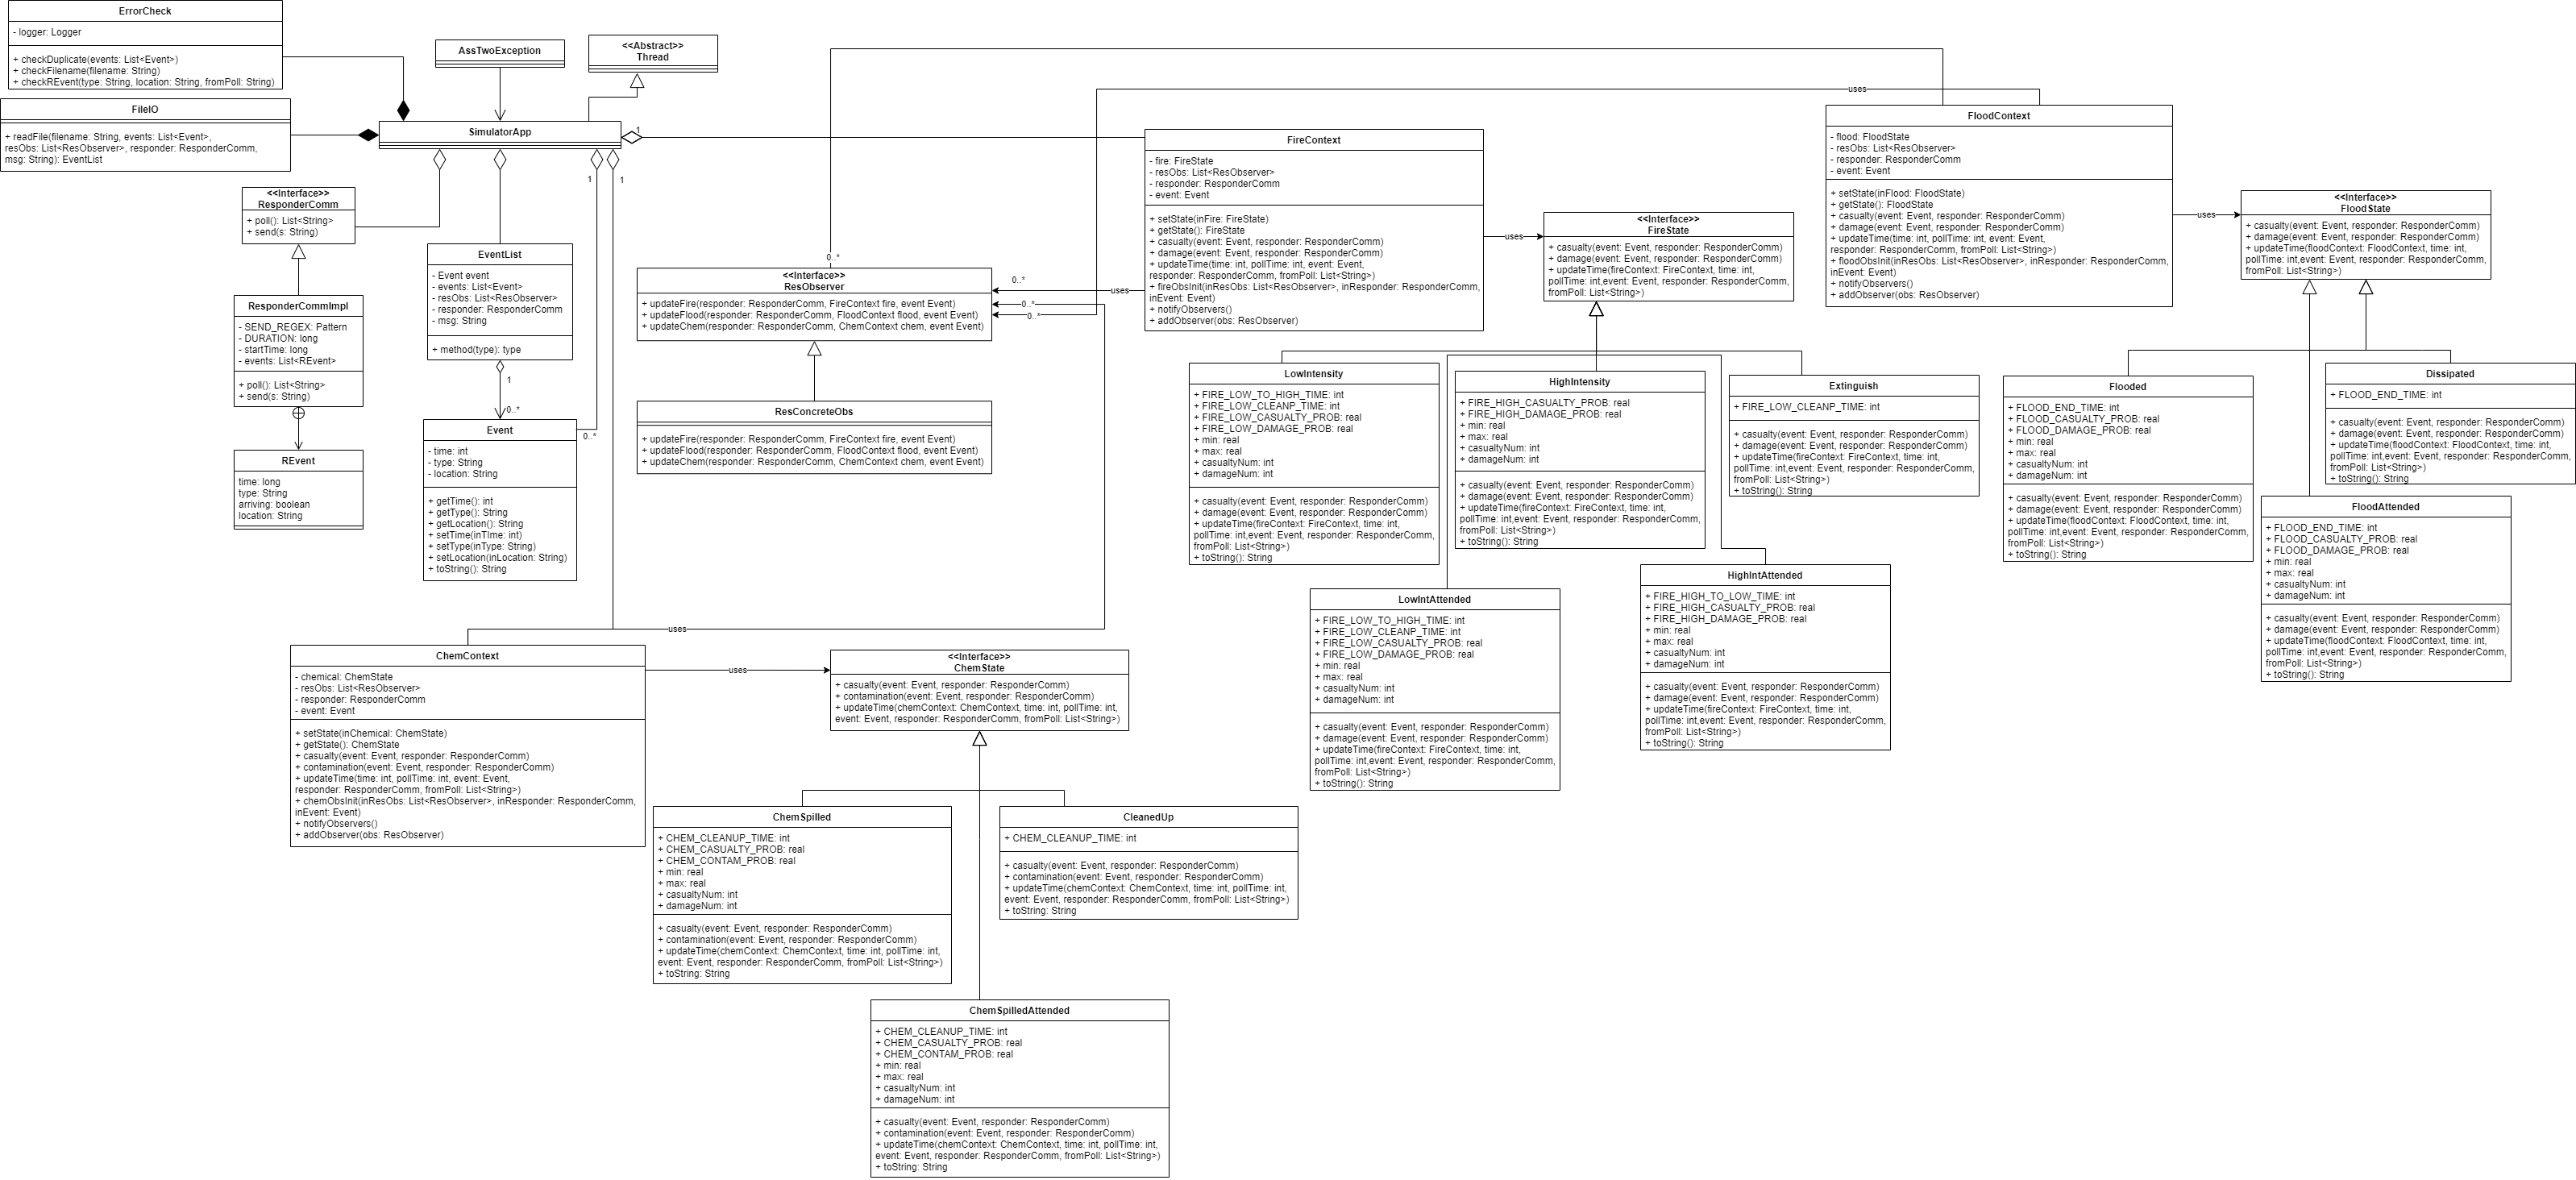 ErrorCheck
- logger: Logger
+ checkDuplicate(events: List<Event>)
+ checkFilename(filename: String)
+ checkREvent(type: String, location: String, fromPoll: String)
FileIO
+ readFile(filename: String, events: List<Event>,
resObs: List<ResObserver>, responder: ResponderComm,
msg: String): EventList
AssTwoException
<<Abstract>>
Thread
SimulatorApp
1
1
1
<<Interface>>
ResponderComm
+ poll(): List<String>
+ send(s: String)
ResponderCommImpl
- SEND_REGEX: Pattern
- DURATION: long
- startTime: long
- events: List<REvent>
+ poll(): List<String>
+ send(s: String)
REvent
time: long
type: String
arriving: boolean
location: String
EventList
- Event event
- events: List<Event>
- resObs: List<ResObserver>
- responder: ResponderComm
- msg: String
+ method(type): type
1
0..*
Event
- time: int
- type: String
- location: String
+ getTime(): int
+ getType(): String
+ getLocation(): String
+ setTime(inTIme: int)
+ setType(inType: String)
+ setLocation(inLocation: String)
+ toString(): String
0..*
0..*
<<Interface>>
ResObserver
+ updateFire(responder: ResponderComm, FireContext fire, event Event)
+ updateFlood(responder: ResponderComm, FloodContext flood, event Event)
+ updateChem(responder: ResponderComm, ChemContext chem, event Event)
0..*
0..*
0..*
uses
uses
ResConcreteObs
+ updateFire(responder: ResponderComm, FireContext fire, event Event)
+ updateFlood(responder: ResponderComm, FloodContext flood, event Event)
+ updateChem(responder: ResponderComm, ChemContext chem, event Event)
FireContext
- fire: FireState
- resObs: List<ResObserver>
- responder: ResponderComm
- event: Event
+ setState(inFire: FireState)
+ getState(): FireState
+ casualty(event: Event, responder: ResponderComm)
+ damage(event: Event, responder: ResponderComm)
+ updateTime(time: int, pollTime: int, event: Event,
responder: ResponderComm, fromPoll: List<String>)
+ fireObsInit(inResObs: List<ResObserver>, inResponder: ResponderComm,
inEvent: Event)
+ notifyObservers()
+ addObserver(obs: ResObserver)
uses
<<Interface>>
FireState
+ casualty(event: Event, responder: ResponderComm)
+ damage(event: Event, responder: ResponderComm)
+ updateTime(fireContext: FireContext, time: int,
pollTime: int,event: Event, responder: ResponderComm,
fromPoll: List<String>)
LowIntensity
+ FIRE_LOW_TO_HIGH_TIME: int
+ FIRE_LOW_CLEANP_TIME: int
+ FIRE_LOW_CASUALTY_PROB: real
+ FIRE_LOW_DAMAGE_PROB: real
+ min: real
+ max: real
+ casualtyNum: int
+ damageNum: int
+ casualty(event: Event, responder: ResponderComm)
+ damage(event: Event, responder: ResponderComm)
+ updateTime(fireContext: FireContext, time: int,
pollTime: int,event: Event, responder: ResponderComm,
fromPoll: List<String>)
+ toString(): String
HighIntensity
+ FIRE_HIGH_CASUALTY_PROB: real
+ FIRE_HIGH_DAMAGE_PROB: real
+ min: real
+ max: real
+ casualtyNum: int
+ damageNum: int
+ casualty(event: Event, responder: ResponderComm)
+ damage(event: Event, responder: ResponderComm)
+ updateTime(fireContext: FireContext, time: int,
pollTime: int,event: Event, responder: ResponderComm,
fromPoll: List<String>)
+ toString(): String
Extinguish
+ FIRE_LOW_CLEANP_TIME: int
+ casualty(event: Event, responder: ResponderComm)
+ damage(event: Event, responder: ResponderComm)
+ updateTime(fireContext: FireContext, time: int,
pollTime: int,event: Event, responder: ResponderComm,
fromPoll: List<String>)
+ toString(): String
LowIntAttended
+ FIRE_LOW_TO_HIGH_TIME: int
+ FIRE_LOW_CLEANP_TIME: int
+ FIRE_LOW_CASUALTY_PROB: real
+ FIRE_LOW_DAMAGE_PROB: real
+ min: real
+ max: real
+ casualtyNum: int
+ damageNum: int
+ casualty(event: Event, responder: ResponderComm)
+ damage(event: Event, responder: ResponderComm)
+ updateTime(fireContext: FireContext, time: int,
pollTime: int,event: Event, responder: ResponderComm,
fromPoll: List<String>)
+ toString(): String
HighIntAttended
+ FIRE_HIGH_TO_LOW_TIME: int
+ FIRE_HIGH_CASUALTY_PROB: real
+ FIRE_HIGH_DAMAGE_PROB: real
+ min: real
+ max: real
+ casualtyNum: int
+ damageNum: int
+ casualty(event: Event, responder: ResponderComm)
+ damage(event: Event, responder: ResponderComm)
+ updateTime(fireContext: FireContext, time: int,
pollTime: int,event: Event, responder: ResponderComm,
fromPoll: List<String>)
+ toString(): String
uses
FloodContext
- flood: FloodState
- resObs: List<ResObserver>
- responder: ResponderComm
- event: Event
+ setState(inFlood: FloodState)
+ getState(): FloodState
+ casualty(event: Event, responder: ResponderComm)
+ damage(event: Event, responder: ResponderComm)
+ updateTime(time: int, pollTime: int, event: Event,
responder: ResponderComm, fromPoll: List<String>)
+ floodObsInit(inResObs: List<ResObserver>, inResponder: ResponderComm,
inEvent: Event)
+ notifyObservers()
+ addObserver(obs: ResObserver)
uses
<<Interface>>
FloodState
+ casualty(event: Event, responder: ResponderComm)
+ damage(event: Event, responder: ResponderComm)
+ updateTime(floodContext: FloodContext, time: int,
pollTime: int,event: Event, responder: ResponderComm,
fromPoll: List<String>)
Flooded
+ FLOOD_END_TIME: int
+ FLOOD_CASUALTY_PROB: real
+ FLOOD_DAMAGE_PROB: real
+ min: real
+ max: real
+ casualtyNum: int
+ damageNum: int
+ casualty(event: Event, responder: ResponderComm)
+ damage(event: Event, responder: ResponderComm)
+ updateTime(floodContext: FloodContext, time: int,
pollTime: int,event: Event, responder: ResponderComm,
fromPoll: List<String>)
+ toString(): String
Dissipated
+ FLOOD_END_TIME: int
+ casualty(event: Event, responder: ResponderComm)
+ damage(event: Event, responder: ResponderComm)
+ updateTime(floodContext: FloodContext, time: int,
pollTime: int,event: Event, responder: ResponderComm,
fromPoll: List<String>)
+ toString(): String
FloodAttended
+ FLOOD_END_TIME: int
+ FLOOD_CASUALTY_PROB: real
+ FLOOD_DAMAGE_PROB: real
+ min: real
+ max: real
+ casualtyNum: int
+ damageNum: int
+ casualty(event: Event, responder: ResponderComm)
+ damage(event: Event, responder: ResponderComm)
+ updateTime(floodContext: FloodContext, time: int,
pollTime: int,event: Event, responder: ResponderComm,
fromPoll: List<String>)
+ toString(): String
ChemContext
- chemical: ChemState
- resObs: List<ResObserver>
- responder: ResponderComm
- event: Event
+ setState(inChemical: ChemState)
+ getState(): ChemState
+ casualty(event: Event, responder: ResponderComm)
+ contamination(event: Event, responder: ResponderComm)
+ updateTime(time: int, pollTime: int, event: Event,
responder: ResponderComm, fromPoll: List<String>)
+ chemObsInit(inResObs: List<ResObserver>, inResponder: ResponderComm,
inEvent: Event)
+ notifyObservers()
+ addObserver(obs: ResObserver)
uses
<<Interface>>
ChemState
+ casualty(event: Event, responder: ResponderComm)
+ contamination(event: Event, responder: ResponderComm)
+ updateTime(chemContext: ChemContext, time: int, pollTime: int,
event: Event, responder: ResponderComm, fromPoll: List<String>)
ChemSpilled
+ CHEM_CLEANUP_TIME: int
+ CHEM_CASUALTY_PROB: real
+ CHEM_CONTAM_PROB: real
+ min: real
+ max: real
+ casualtyNum: int
+ damageNum: int
+ casualty(event: Event, responder: ResponderComm)
+ contamination(event: Event, responder: ResponderComm)
+ updateTime(chemContext: ChemContext, time: int, pollTime: int,
event: Event, responder: ResponderComm, fromPoll: List<String>)
+ toString: String
CleanedUp
+ CHEM_CLEANUP_TIME: int
+ casualty(event: Event, responder: ResponderComm)
+ contamination(event: Event, responder: ResponderComm)
+ updateTime(chemContext: ChemContext, time: int, pollTime: int,
event: Event, responder: ResponderComm, fromPoll: List<String>)
+ toString: String
ChemSpilledAttended
+ CHEM_CLEANUP_TIME: int
+ CHEM_CASUALTY_PROB: real
+ CHEM_CONTAM_PROB: real
+ min: real
+ max: real
+ casualtyNum: int
+ damageNum: int
+ casualty(event: Event, responder: ResponderComm)
+ contamination(event: Event, responder: ResponderComm)
+ updateTime(chemContext: ChemContext, time: int, pollTime: int,
event: Event, responder: ResponderComm, fromPoll: List<String>)
+ toString: String